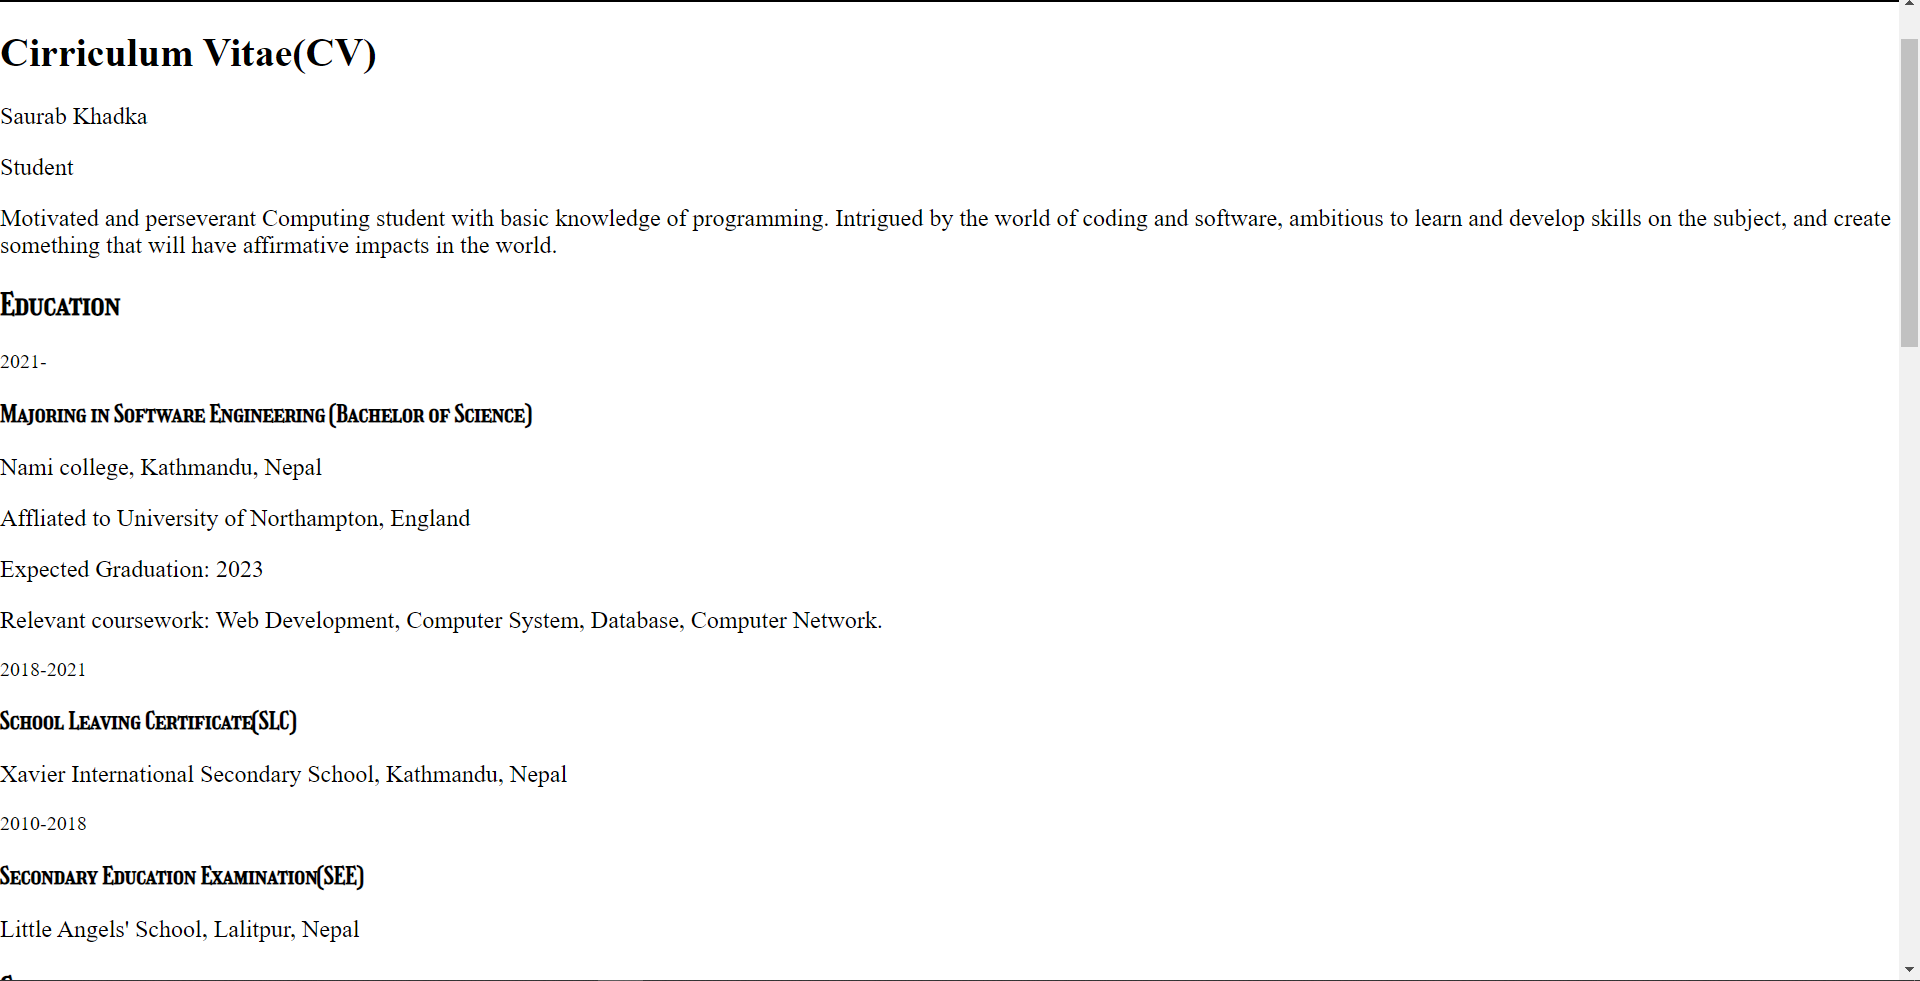 Cirriculum Vitae(CV)
Saurab Khadka
Student
Motivated and perseverant Computing student with basic knowledge of programming. Intrigued by the world of coding and software, ambitious to learn and develop skills on the subject, and create
something that will have affirmative impacts in the world.
Education
2021-
Majoring in Software Engineering (Bachelor of Science)
Nami college, Kathmandu, Nepal
Affliated to University of Northampton, England
Expected Graduation: 2023
Relevant coursework: Web Development, Computer System, Database, Computer Network.
2018-2021
School Leaving Certificate(SLC)
Xavier International Secondary School, Kathmandu, Nepal
2010-2018
Secondary Education Examination(SEE)
Little Angels' School, Lalitpur, Nepal